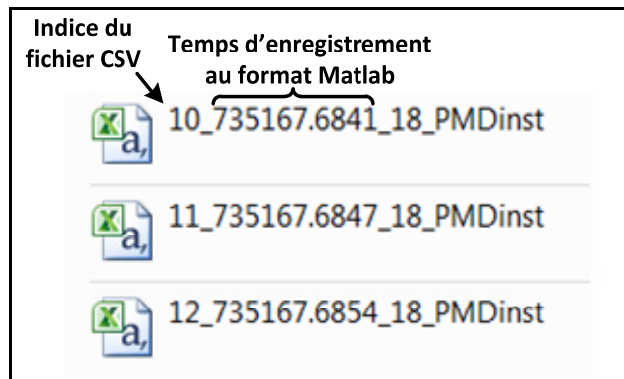 Indice du
fichier CSV
Temps d’enregistrement
au format Matlab
10_735167.6841_18_PMDinst
11_735167.6847_18_PMDinst
12_735167.6854_18_PMDinst